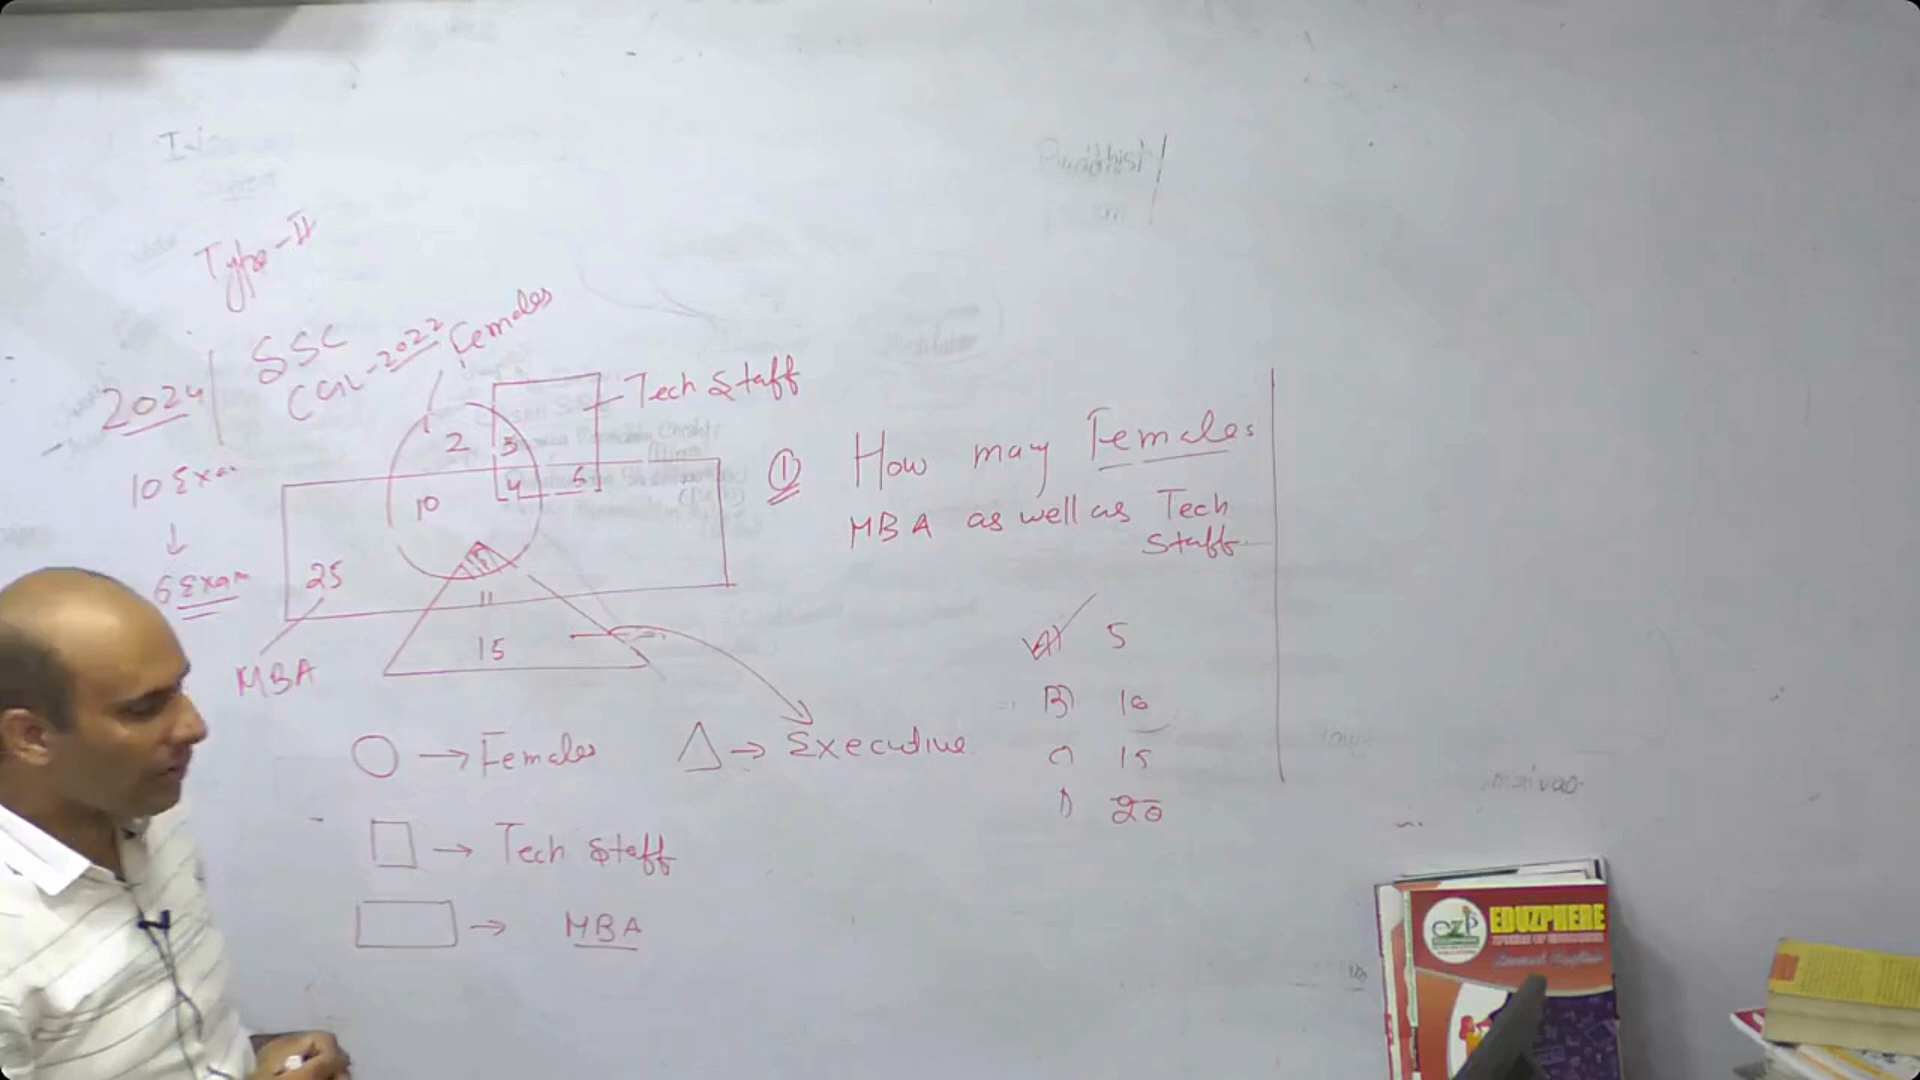 Type-II
SSC
CGL-2022
Females
2024
10 Exam
↓
6 Exam
Tech Staff
2
3
4
10
25
11
15
MBA
○ → Females
△ → Executive
□ → Tech Staff
▭ → MBA
① How may Females
MBA as well as Tech
Staff
A) 5
B) 10
C) 15
D) 20
Buddhist
EDUZPHERE